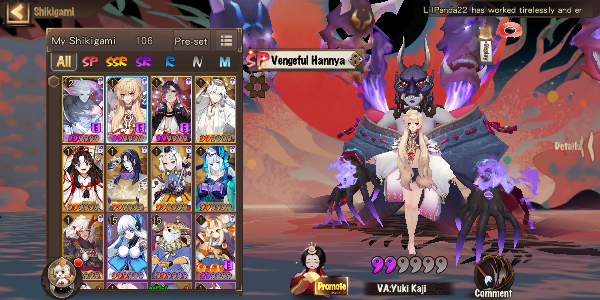 Shikigami
LilPanda22 has worked tirelessly and er
My Shikigami 106 Pre-set
All SP SSR SR R N M
SP Vengeful Hannya
Display
Details
Promote
VA:Yuki Kaji
Comment